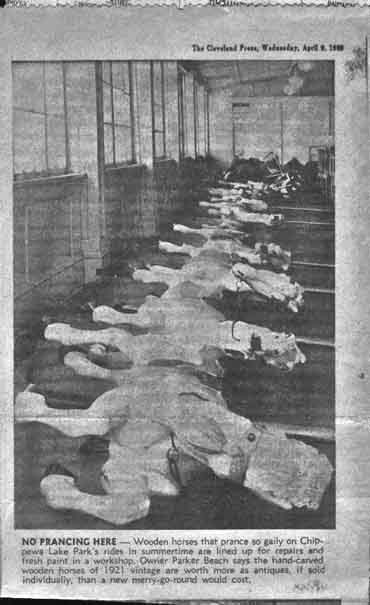 The Cleveland Press, Wednesday, April 9, 1969
NO PRANCING HERE — Wooden horses that prance so gaily on Chip-
pewa Lake Park's rides in summertime are lined up for repairs and
fresh paint in a workshop. Owner Parker Beach says the hand-carved
wooden horses of 1921 vintage are worth more as antiques, if sold
individually, than a new merry-go-round would cost.